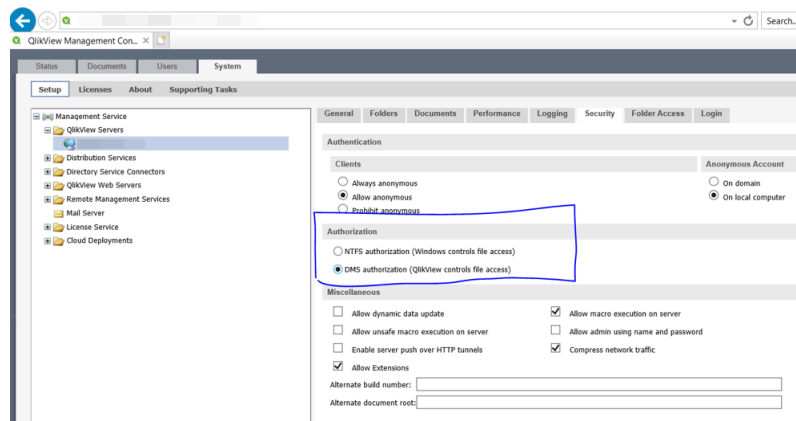 Search...
QlikView Management Con...
Status Documents Users System
Setup Licenses About Supporting Tasks
Management Service
QlikView Servers
Distribution Services
Directory Service Connectors
QlikView Web Servers
Remote Management Services
Mail Server
License Service
Cloud Deployments
General Folders Documents Performance Logging Security Folder Access Login
Authentication
Clients Anonymous Account
Always anonymous On domain
Allow anonymous On local computer
Prohibit anonymous
Authorization
NTFS authorization (Windows controls file access)
DMS authorization (QlikView controls file access)
Miscellaneous
Allow dynamic data update Allow macro execution on server
Allow unsafe macro execution on server Allow admin using name and password
Enable server push over HTTP tunnels Compress network traffic
Allow Extensions
Alternate build number:
Alternate document root: